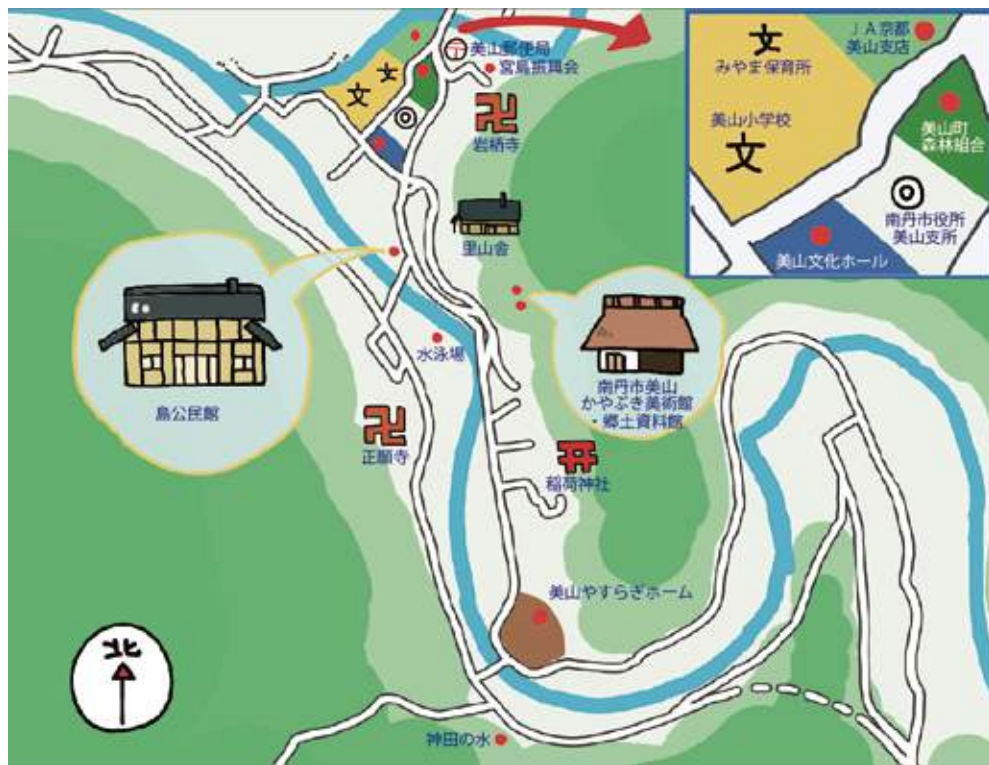 美山郵便局
宮島振興会
岩栖寺
里山舎
島公民館
水泳場
正願寺
南丹市美山
かやぶき美術館
・郷土資料館
稲荷神社
美山やすらぎホーム
神田の水
北
文
文
JA京都
美山支店
文
みやま保育所
美山小学校
文
美山町
森林組合
南丹市役所
美山支所
美山文化ホール